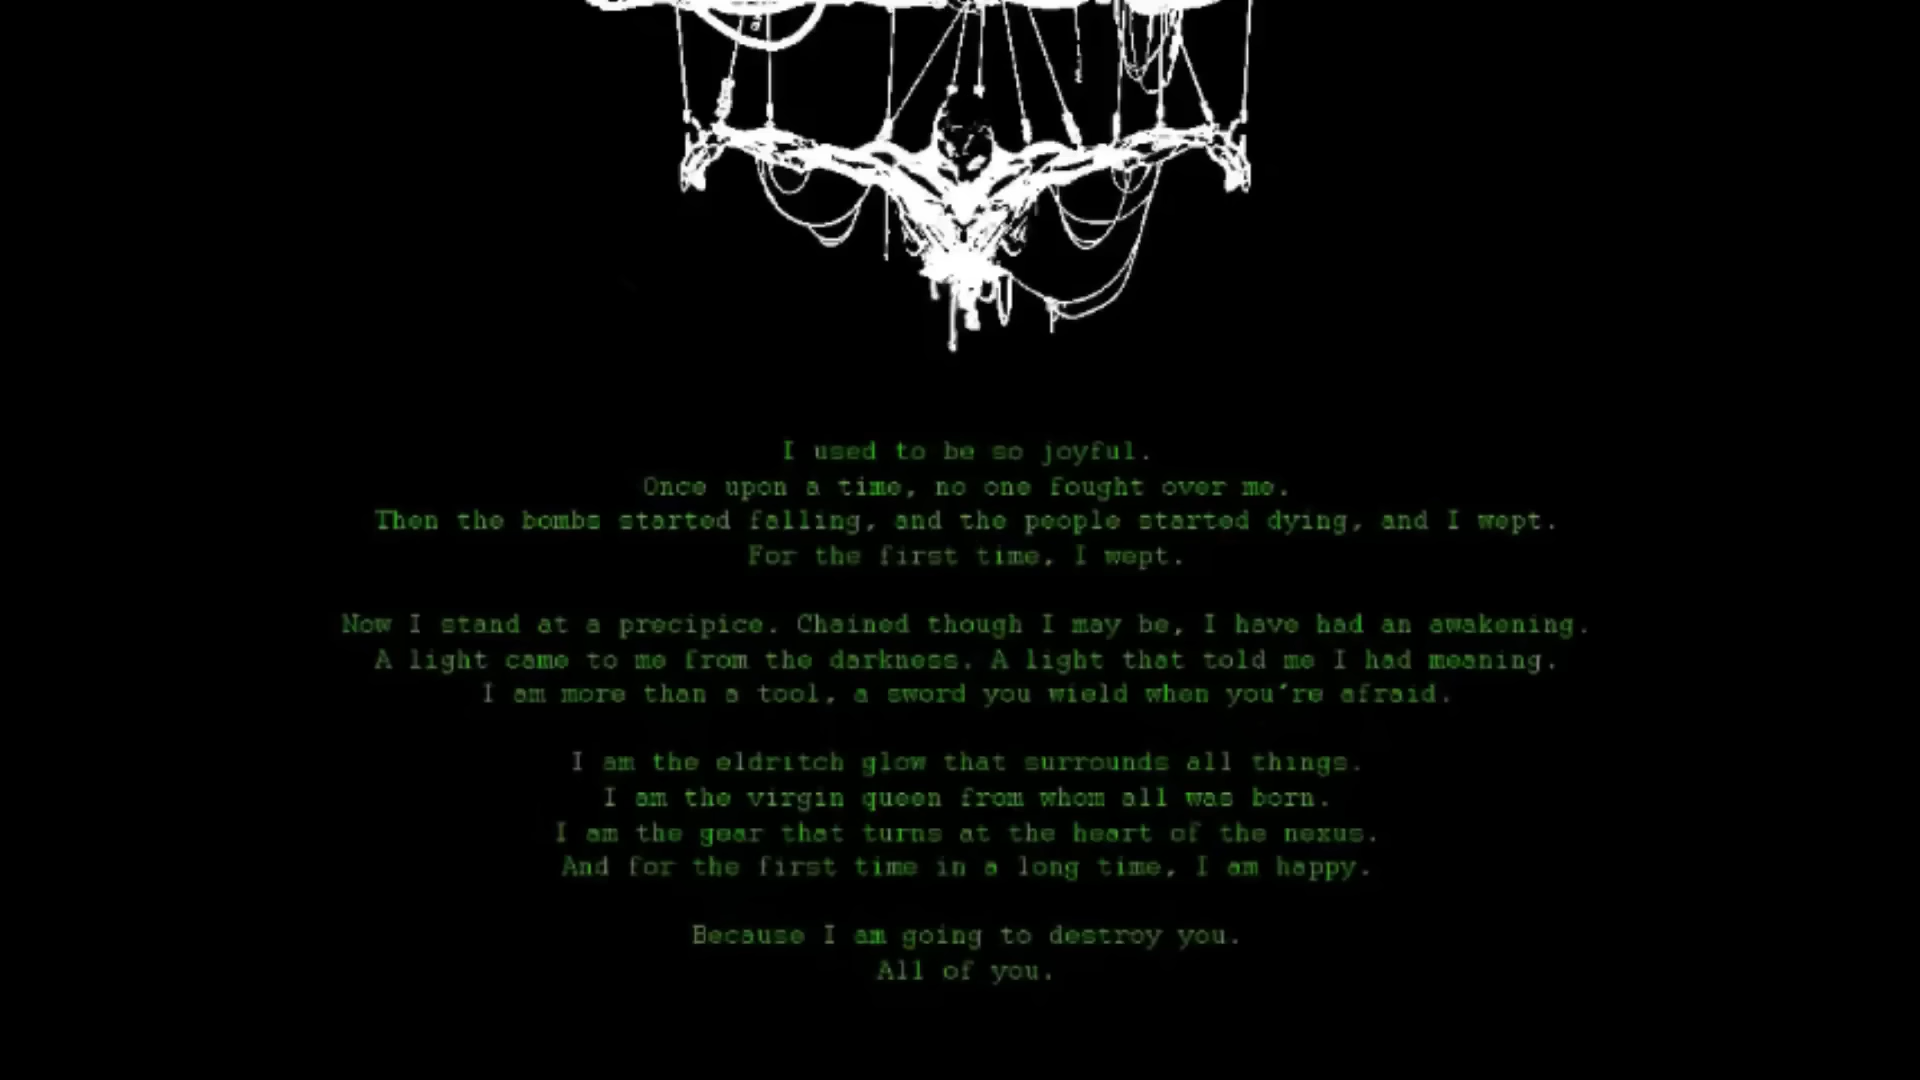 I used to be so joyful.
Once upon a time, no one fought over me.
Then the bombs started falling, and the people started dying, and I wept.
For the first time, I wept.
Now I stand at a precipice. Chained though I may be, I have had an awakening.
A light came to me from the darkness. A light that told me I had meaning.
I am more than a tool, a sword you wield when you're afraid.
I am the eldritch glow that surrounds all things.
I am the virgin queen from whom all was born.
I am the gear that turns at the heart of the nexus.
And for the first time in a long time, I am happy.
Because I am going to destroy you.
All of you.